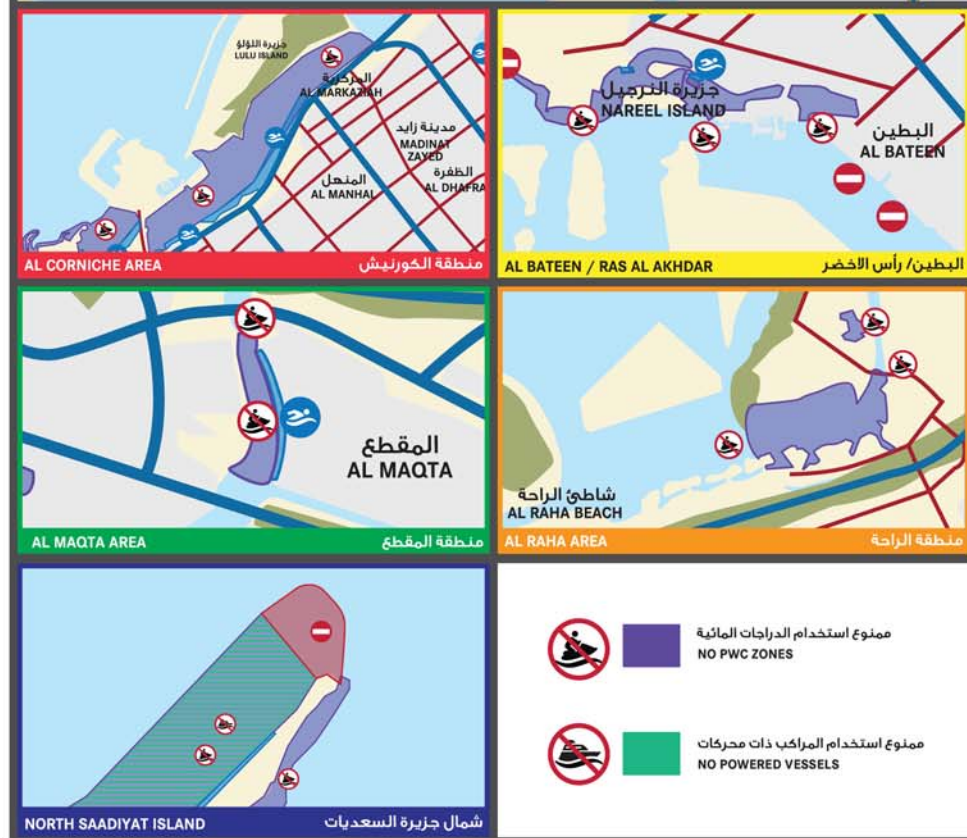 جزيرة اللؤلؤ
LULU ISLAND
المركزية
AL MARKAZIAH
مدينة زايد
MADINAT
ZAYED
المنهل
AL MANHAL
الظفرة
AL DHAFRA
AL CORNICHE AREA
منطقة الكورنيش
جزيرة النرجيل
NAREEL ISLAND
البطين
AL BATEEN
AL BATEEN / RAS AL AKHDAR
البطين/ رأس الاخضر
المقطع
AL MAQTA
AL MAQTA AREA
منطقة المقطع
شاطئ الراحة
AL RAHA BEACH
AL RAHA AREA
منطقة الراحة
NORTH SAADIYAT ISLAND
شمال جزيرة السعديات
ممنوع استخدام الدراجات المائية
NO PWC ZONES
ممنوع استخدام المراكب ذات محركات
NO POWERED VESSELS